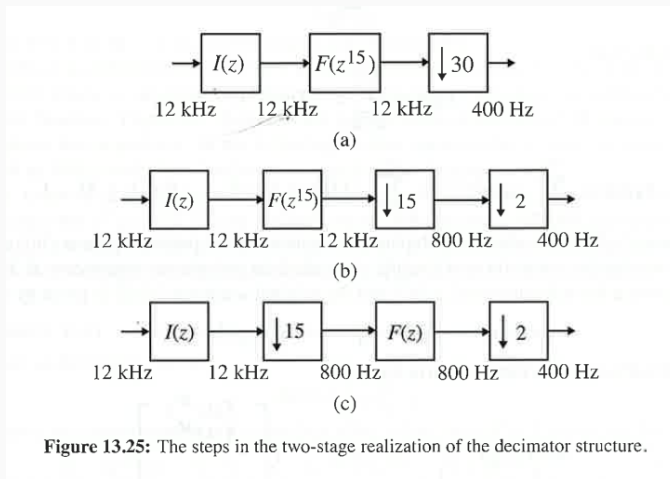 I(z) F(z¹⁵) ↓ 30
12 kHz 12 kHz 12 kHz 400 Hz
(a)
I(z) F(z¹⁵) ↓ 15 ↓ 2
12 kHz 12 kHz 12 kHz 800 Hz 400 Hz
(b)
I(z) ↓ 15 F(z) ↓ 2
12 kHz 12 kHz 800 Hz 800 Hz 400 Hz
(c)
Figure 13.25: The steps in the two-stage realization of the decimator structure.